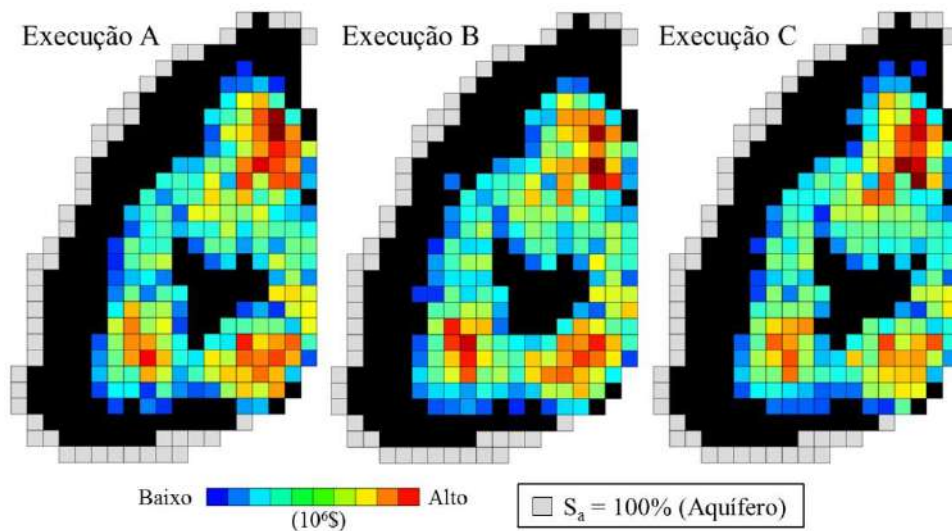 Execução A
Execução B
Execução C
Baixo
Alto
(10⁶$)
Sₐ = 100% (Aquífero)